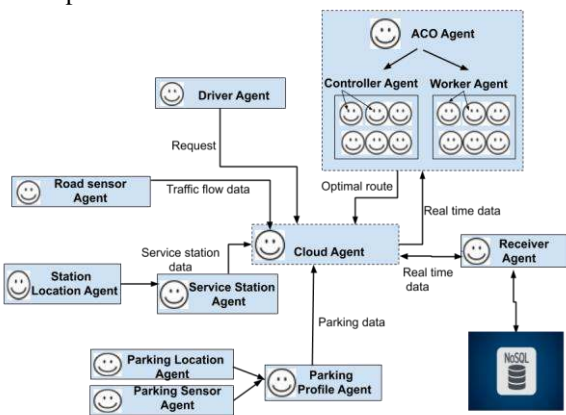 ACO Agent
Controller Agent
Worker Agent
Driver Agent
Request
Road sensor
Agent
Traffic flow data
Optimal route
Real time data
Cloud Agent
Service station
data
Station
Location Agent
Service Station
Agent
Real time
data
Receiver
Agent
Parking data
Parking Location
Agent
Parking Sensor
Agent
Parking
Profile Agent
NoSQL